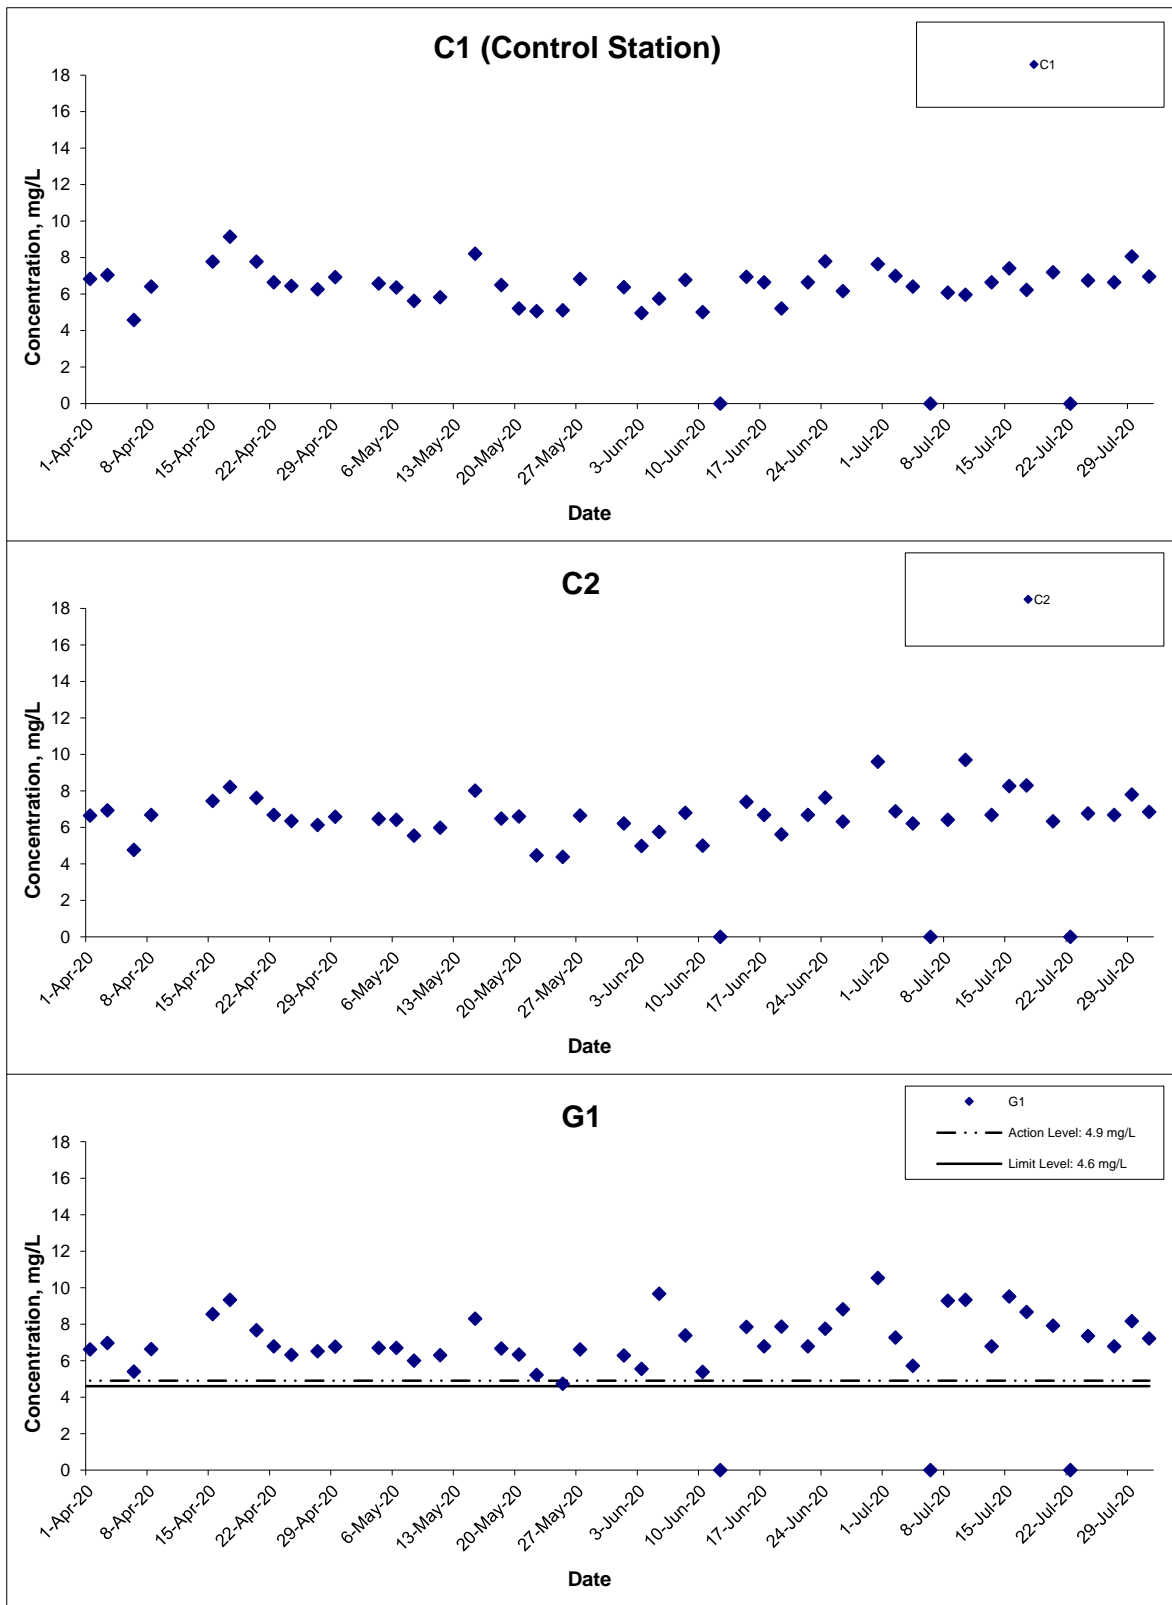 C1 (Control Station)
C1
18
16
14
12
10
8
6
4
2
0
Concentration, mg/L
1-Apr-20
8-Apr-20
15-Apr-20
22-Apr-20
29-Apr-20
6-May-20
13-May-20
20-May-20
27-May-20
3-Jun-20
10-Jun-20
17-Jun-20
24-Jun-20
1-Jul-20
8-Jul-20
15-Jul-20
22-Jul-20
29-Jul-20
Date
C2
C2
18
16
14
12
10
8
6
4
2
0
Concentration, mg/L
1-Apr-20
8-Apr-20
15-Apr-20
22-Apr-20
29-Apr-20
6-May-20
13-May-20
20-May-20
27-May-20
3-Jun-20
10-Jun-20
17-Jun-20
24-Jun-20
1-Jul-20
8-Jul-20
15-Jul-20
22-Jul-20
29-Jul-20
Date
G1
G1
Action Level: 4.9 mg/L
Limit Level: 4.6 mg/L
18
16
14
12
10
8
6
4
2
0
Concentration, mg/L
1-Apr-20
8-Apr-20
15-Apr-20
22-Apr-20
29-Apr-20
6-May-20
13-May-20
20-May-20
27-May-20
3-Jun-20
10-Jun-20
17-Jun-20
24-Jun-20
1-Jul-20
8-Jul-20
15-Jul-20
22-Jul-20
29-Jul-20
Date